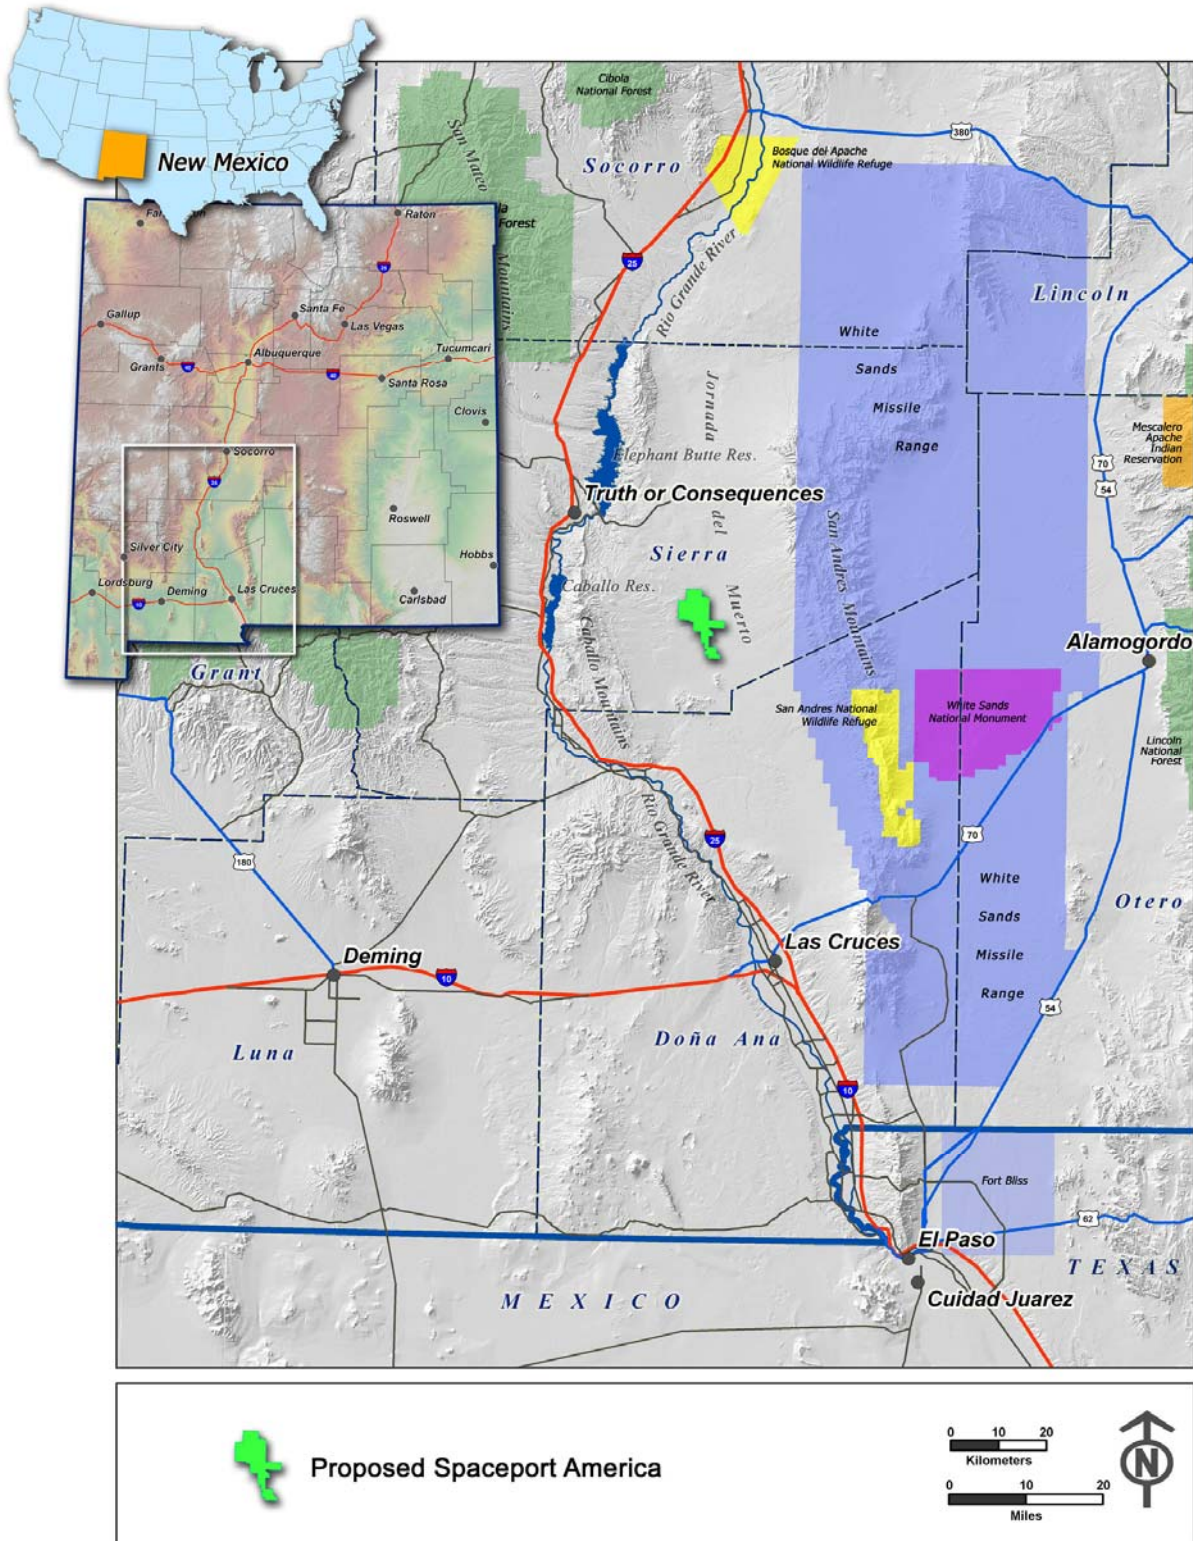 New Mexico
Raton
25
Gallup
Santa Fe
Las Vegas
Albuquerque
Tucumcari
Grants
40
40
Santa Rosa
Clovis
Socorro
25
Roswell
Silver City
Hobbs
Lordsburg
Deming
Las Cruces
Carlsbad
10
Cibola
National Forest
San Mateo
Mountains
Forest
Socorro
Bosque del Apache
National Wildlife Refuge
380
25
Rio Grande River
Lincoln
White
Sands
Missile
Range
Jornada
del
Muerto
Mescalero
Apache
Indian
Reservation
70
54
Elephant Butte Res.
Truth or Consequences
Sierra
San Andres Mountains
Caballo Res.
Caballo Mountains
Alamogordo
Grant
San Andres National
Wildlife Refuge
White Sands
National Monument
Lincoln
National
Forest
Rio Grande River
25
70
180
White
Sands
Missile
Range
Otero
Las Cruces
Deming
10
54
Luna
Doña Ana
10
Fort Bliss
62
El Paso
TEXAS
MEXICO
Cuidad Juarez
Proposed Spaceport America
0 10 20
Kilometers
0 10 20
Miles
N